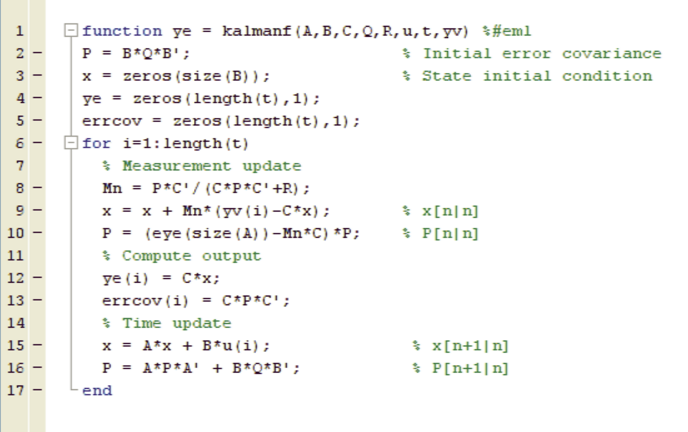 1 function ye = kalmanf(A,B,C,Q,R,u,t,yv) %#eml
2 - P = B*Q*B'; % Initial error covariance
3 - x = zeros(size(B)); % State initial condition
4 - ye = zeros(length(t),1);
5 - errcov = zeros(length(t),1);
6 - for i=1:length(t)
7 % Measurement update
8 - Mn = P*C'/(C*P*C'+R);
9 - x = x + Mn*(yv(i)-C*x); % x[n|n]
10 - P = (eye(size(A))-Mn*C)*P; % P[n|n]
11 % Compute output
12 - ye(i) = C*x;
13 - errcov(i) = C*P*C';
14 % Time update
15 - x = A*x + B*u(i); % x[n+1|n]
16 - P = A*P*A' + B*Q*B'; % P[n+1|n]
17 - end